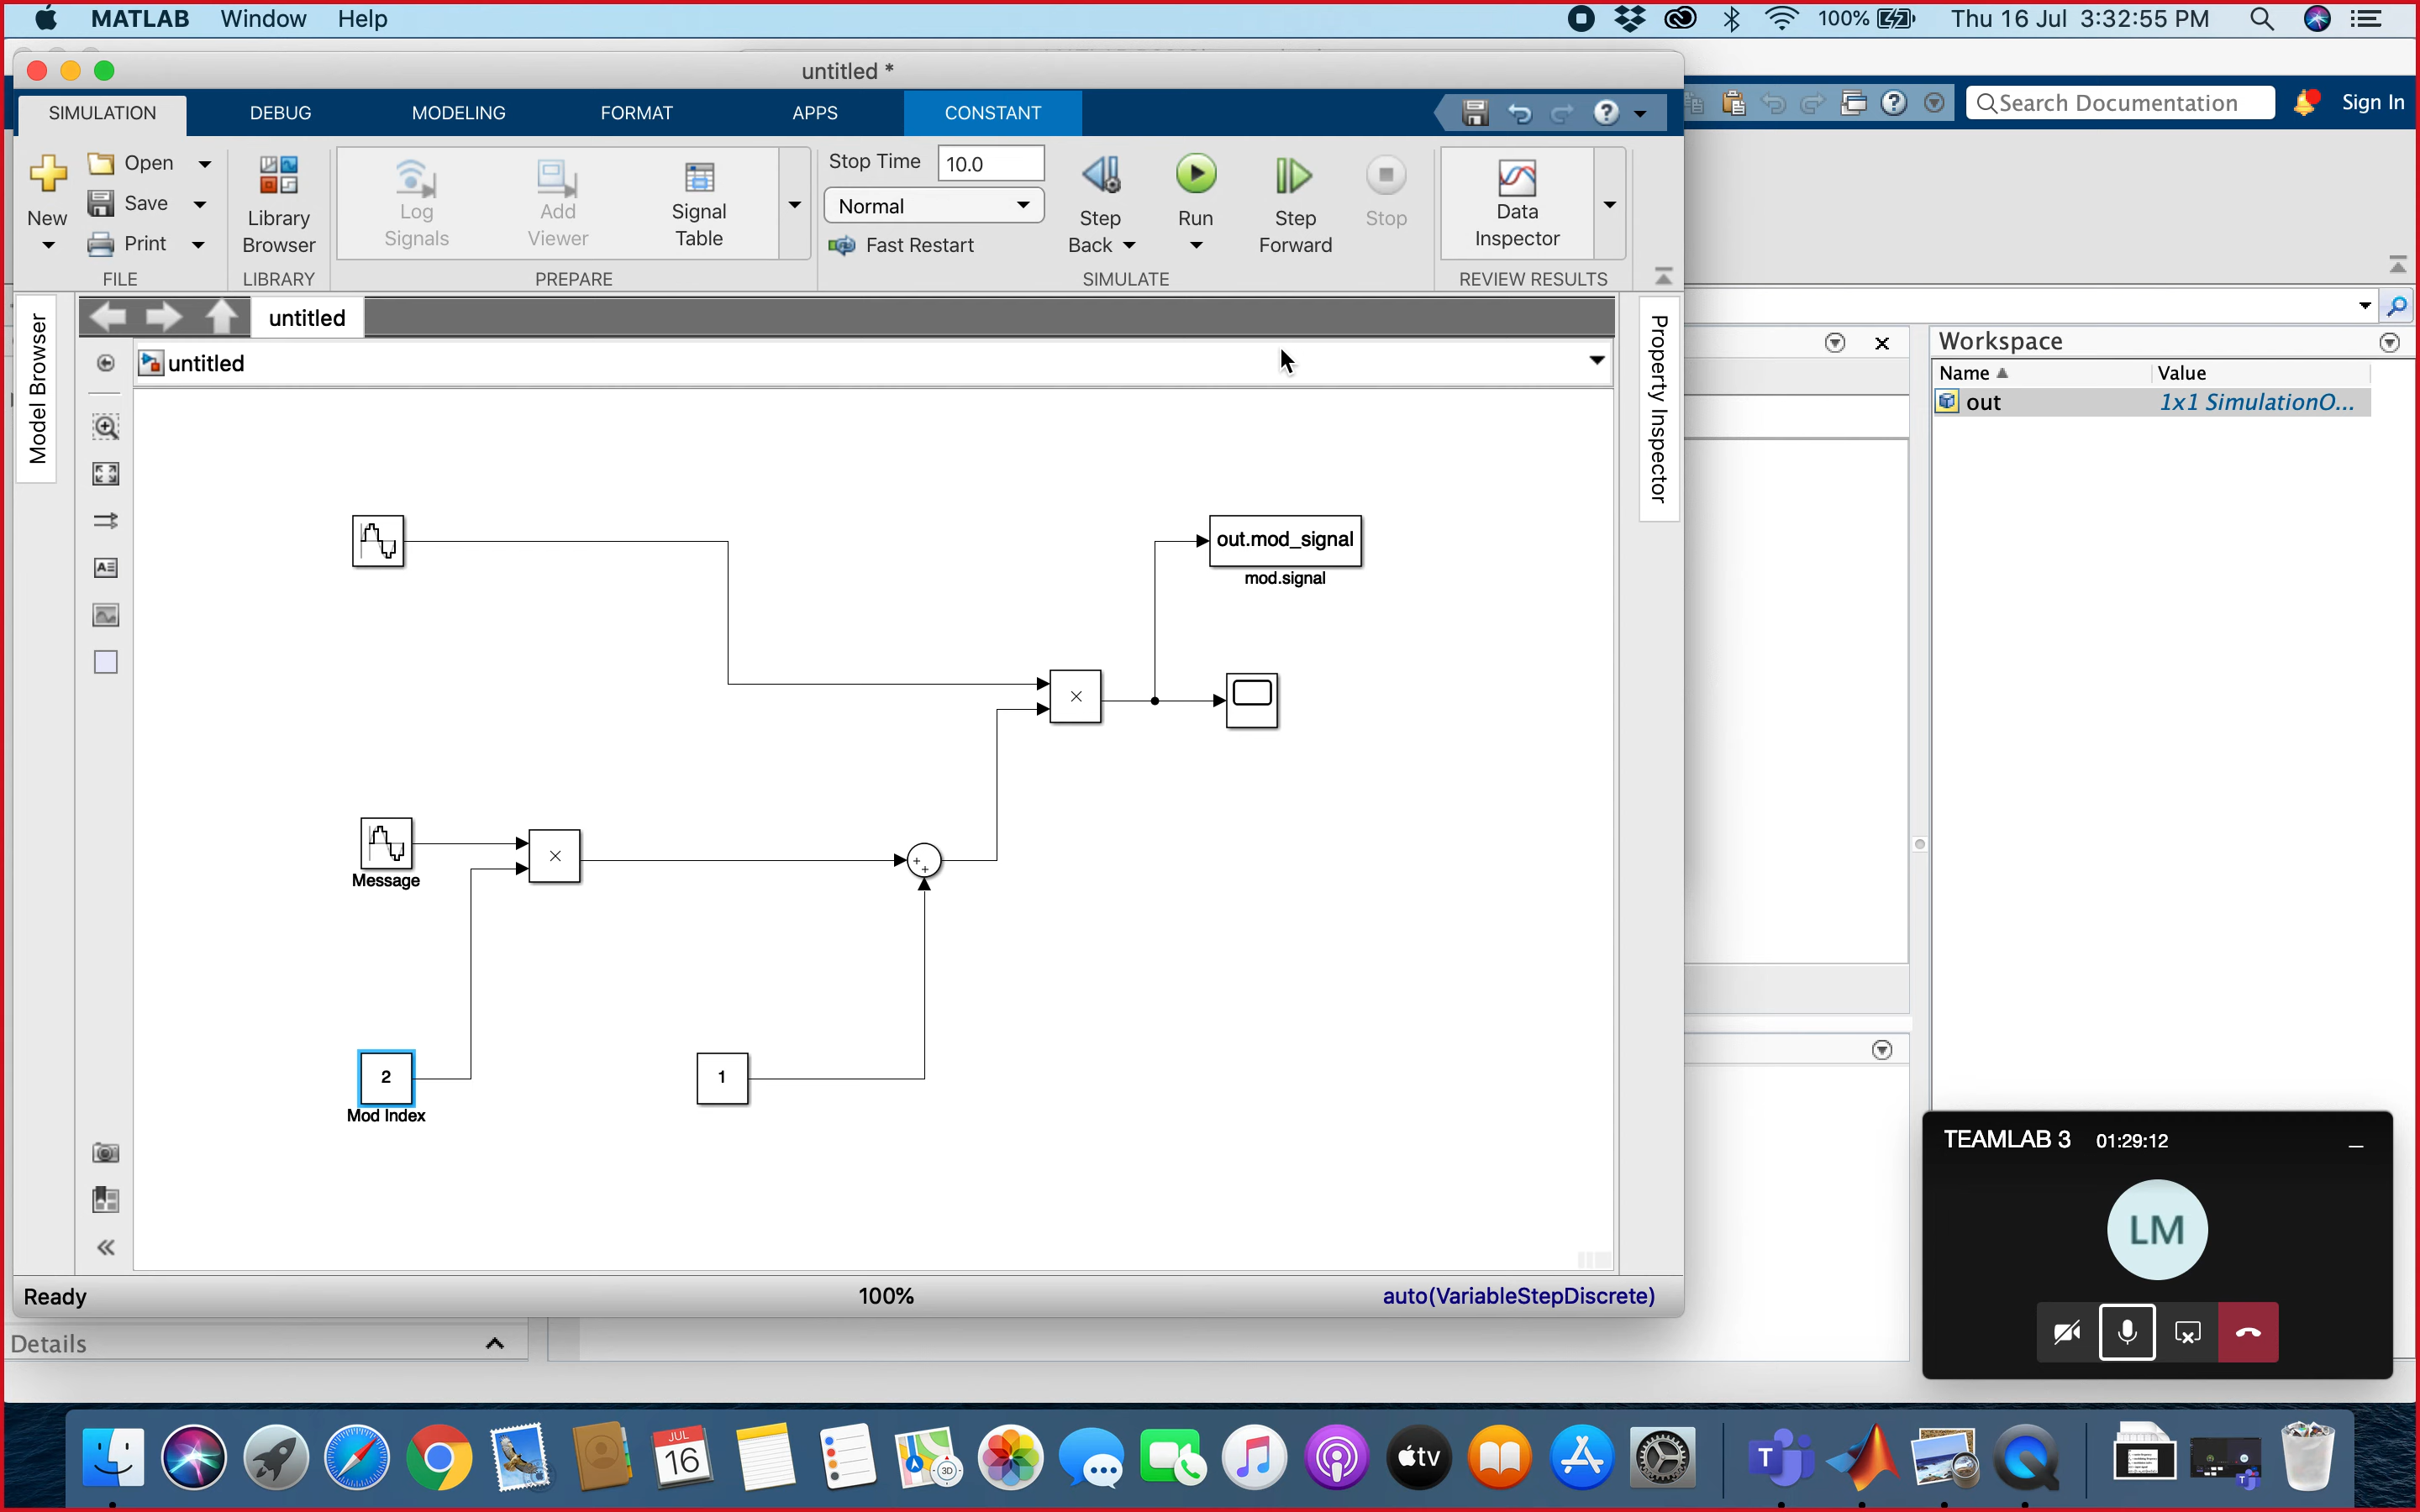 MATLAB Window Help 100% Thu 16 Jul 3:32:55 PM
untitled *
SIMULATION DEBUG MODELING FORMAT APPS CONSTANT
Search Documentation Sign In
New
Open
Save
Print
FILE
Library
Browser
LIBRARY
Log
Signals
Add
Viewer
Signal
Table
PREPARE
Stop Time 10.0
Normal
Fast Restart
Step
Back
Run
Step
Forward
Stop
SIMULATE
Data
Inspector
REVIEW RESULTS
Model Browser
untitled
untitled
Property Inspector
Workspace
Name Value
out 1x1 SimulationO...
out.mod_signal
mod.signal
×
Message
×
+
+
2
Mod Index
1
TEAMLAB 3 01:29:12
LM
Ready 100% auto(VariableStepDiscrete)
Details
JUL
16
3D
tv
T